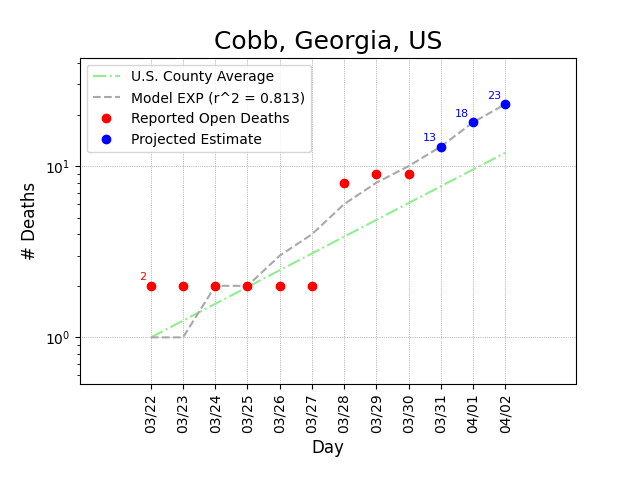 Cobb, Georgia, US
U.S. County Average
Model EXP (r^2 = 0.813)
Reported Open Deaths
Projected Estimate
# Deaths
10^1
10^0
2
13
18
23
03/22
03/23
03/24
03/25
03/26
03/27
03/28
03/29
03/30
03/31
04/01
04/02
Day